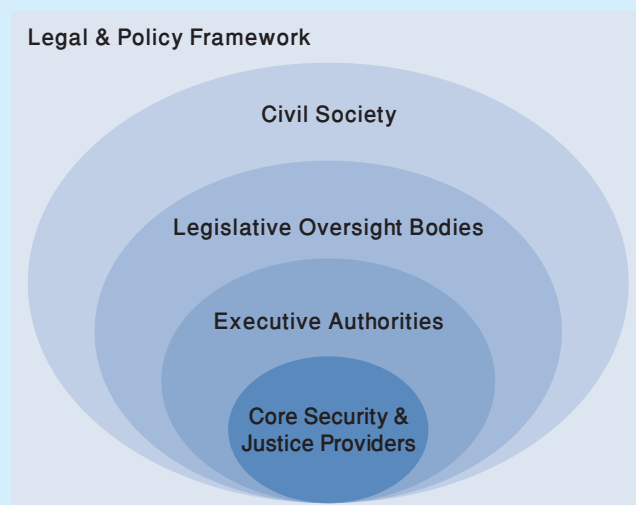 Legal & Policy Framework
Civil Society
Legislative Oversight Bodies
Executive Authorities
Core Security &
Justice Providers